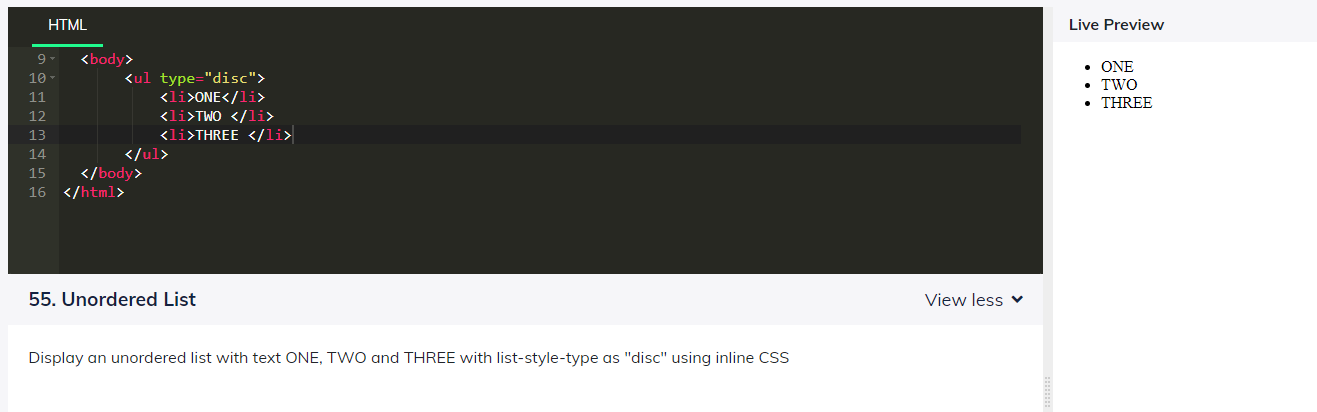 HTML
Live Preview
9 <body>
10 <ul type="disc">
11 <li>ONE</li>
12 <li>TWO </li>
13 <li>THREE </li>
14 </ul>
15 </body>
16 </html>
• ONE
• TWO
• THREE
55. Unordered List
View less
Display an unordered list with text ONE, TWO and THREE with list-style-type as "disc" using inline CSS